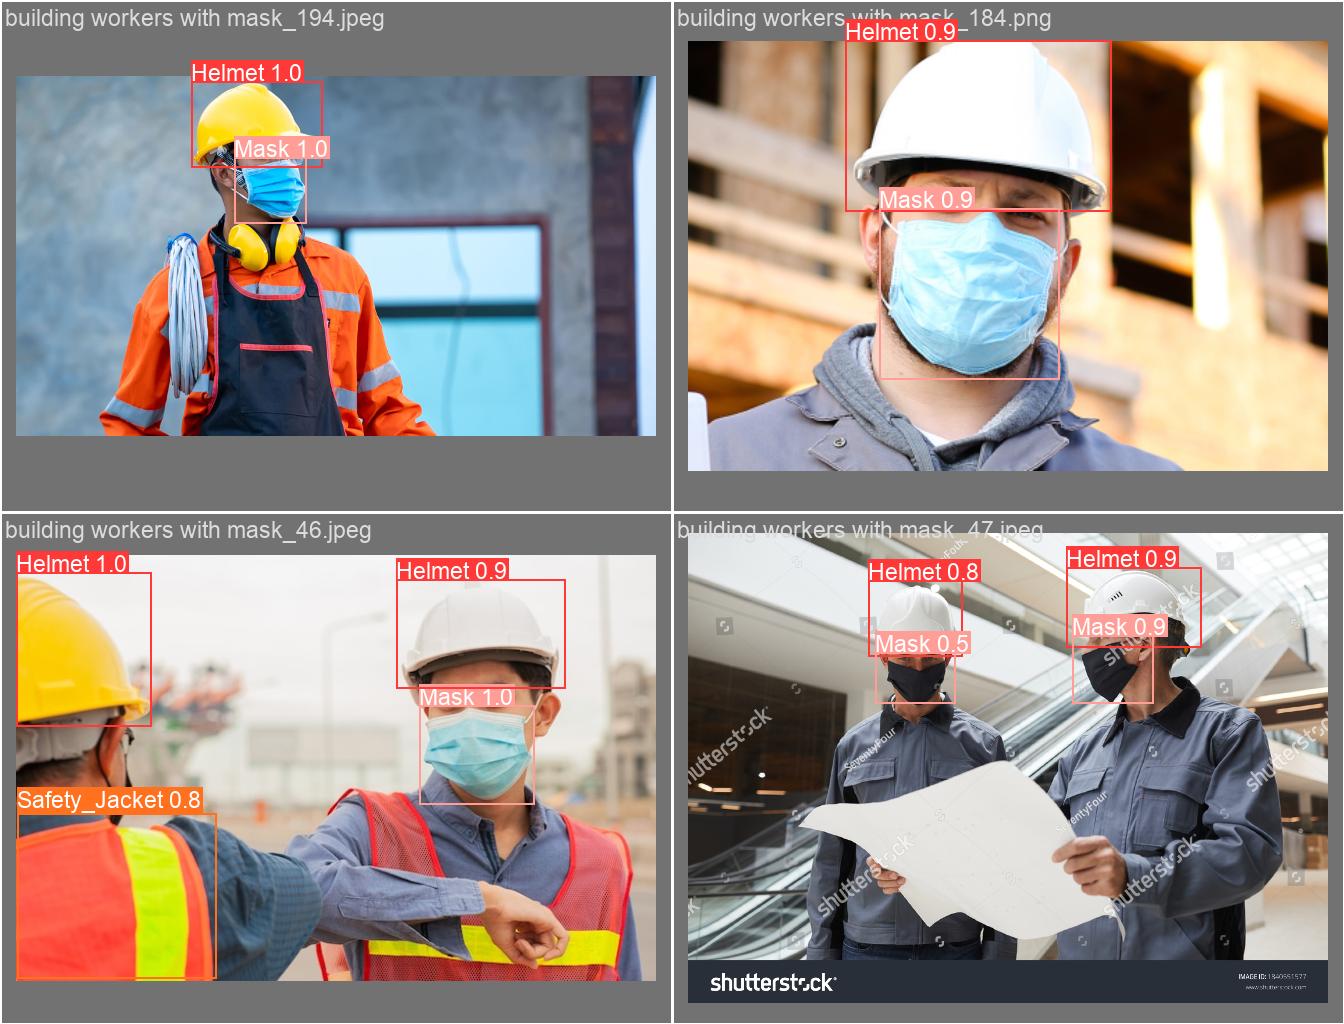 building workers with mask_194.jpeg
Helmet 1.0
Mask 1.0
building workers with mask_184.png
Helmet 0.9
Mask 0.9
building workers with mask_46.jpeg
Helmet 1.0
Helmet 0.9
Mask 1.0
Safety_Jacket 0.8
building workers with mask_47.jpeg
Helmet 0.8
Helmet 0.9
Mask 0.5
Mask 0.9
shutterstock
SeventyFour
SeventyFour
shutterstock
shutterstock
shutterstock
shutterstock
shutterstock
IMAGE ID: 1840551577
www.shutterstock.com